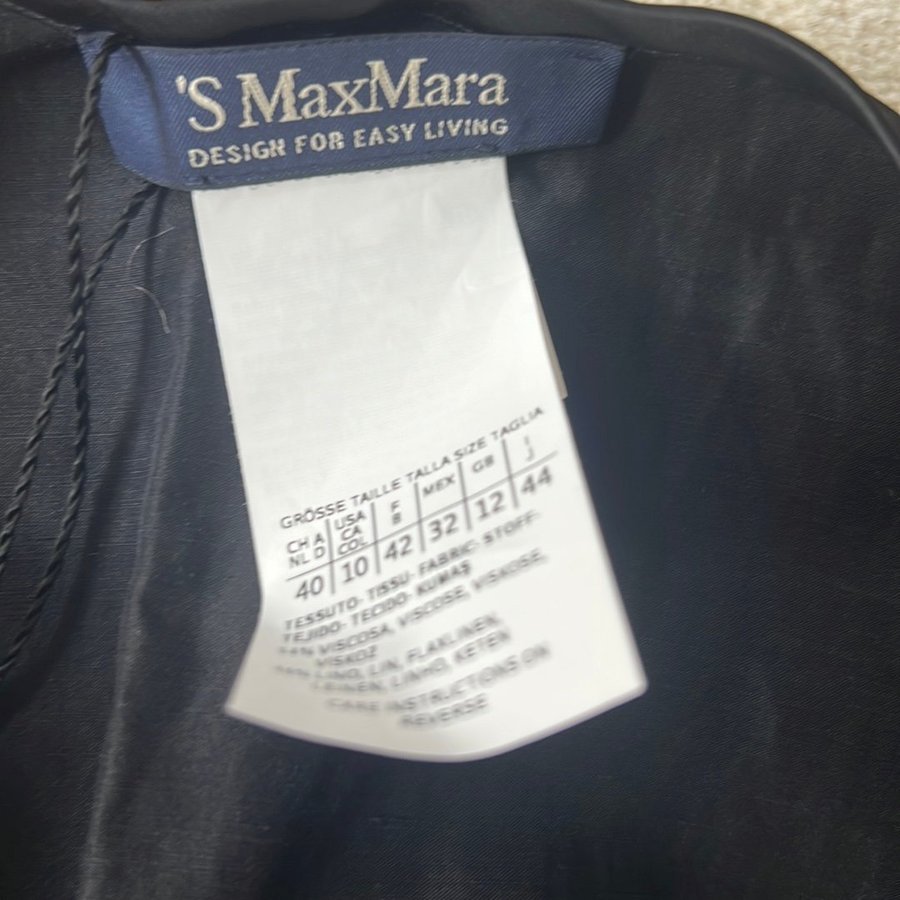 'S MaxMara
DESIGN FOR EASY LIVING
GRÖSSE TAILLE TALLA SIZE TAGLIA
CH A NL D | USA CA COL | F B | MEX | GB | I J
40 | 10 | 42 | 32 | 12 | 44
TESSUTO- TISSU- FABRIC- STOFF-
TEJIDO- TECIDO- KUMAŞ
VISCOSA, VISCOSE, VISKOSE,
VISKOZ
LINO, LIN, FLAX/LINEN,
LEINEN, LINHO, KETEN
CARE INSTRUCTIONS ON
REVERSE